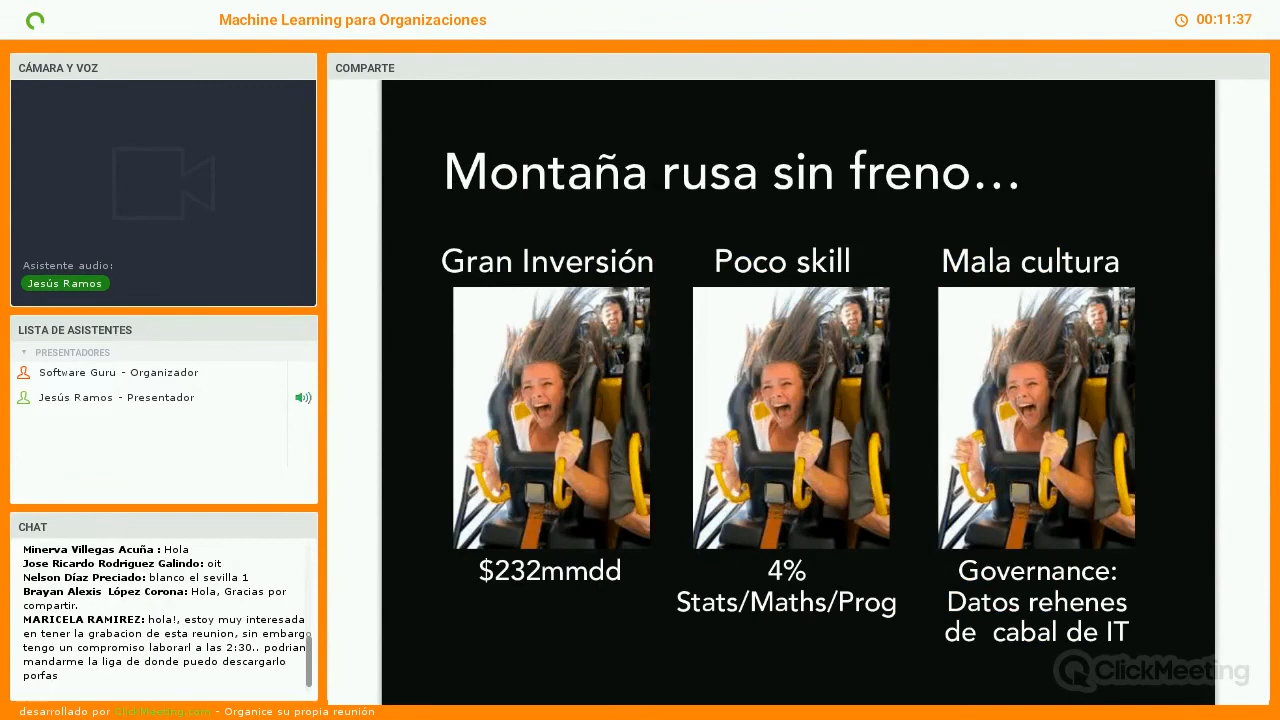 Machine Learning para Organizaciones
00:11:37
CÁMARA Y VOZ
Asistente audio:
Jesús Ramos
LISTA DE ASISTENTES
PRESENTADORES
Software Guru - Organizador
Jesús Ramos - Presentador
CHAT
Minerva Villegas Acuña : Hola
Jose Ricardo Rodriguez Galindo: oit
Nelson Díaz Preciado: blanco el sevilla 1
Brayan Alexis López Corona: Hola, Gracias por
compartir.
MARICELA RAMIREZ: hola!, estoy muy interesada
en tener la grabacion de esta reunion, sin embargo
tengo un compromiso laborarl a las 2:30.. podrian
mandarme la liga de donde puedo descargarlo
porfas
COMPARTE
Montaña rusa sin freno...
Gran Inversión
Poco skill
Mala cultura
$232mmdd
4%
Stats/Maths/Prog
Governance:
Datos rehenes
de cabal de IT
ClickMeeting
desarrollado por ClickMeeting.com - Organice su propia reunión